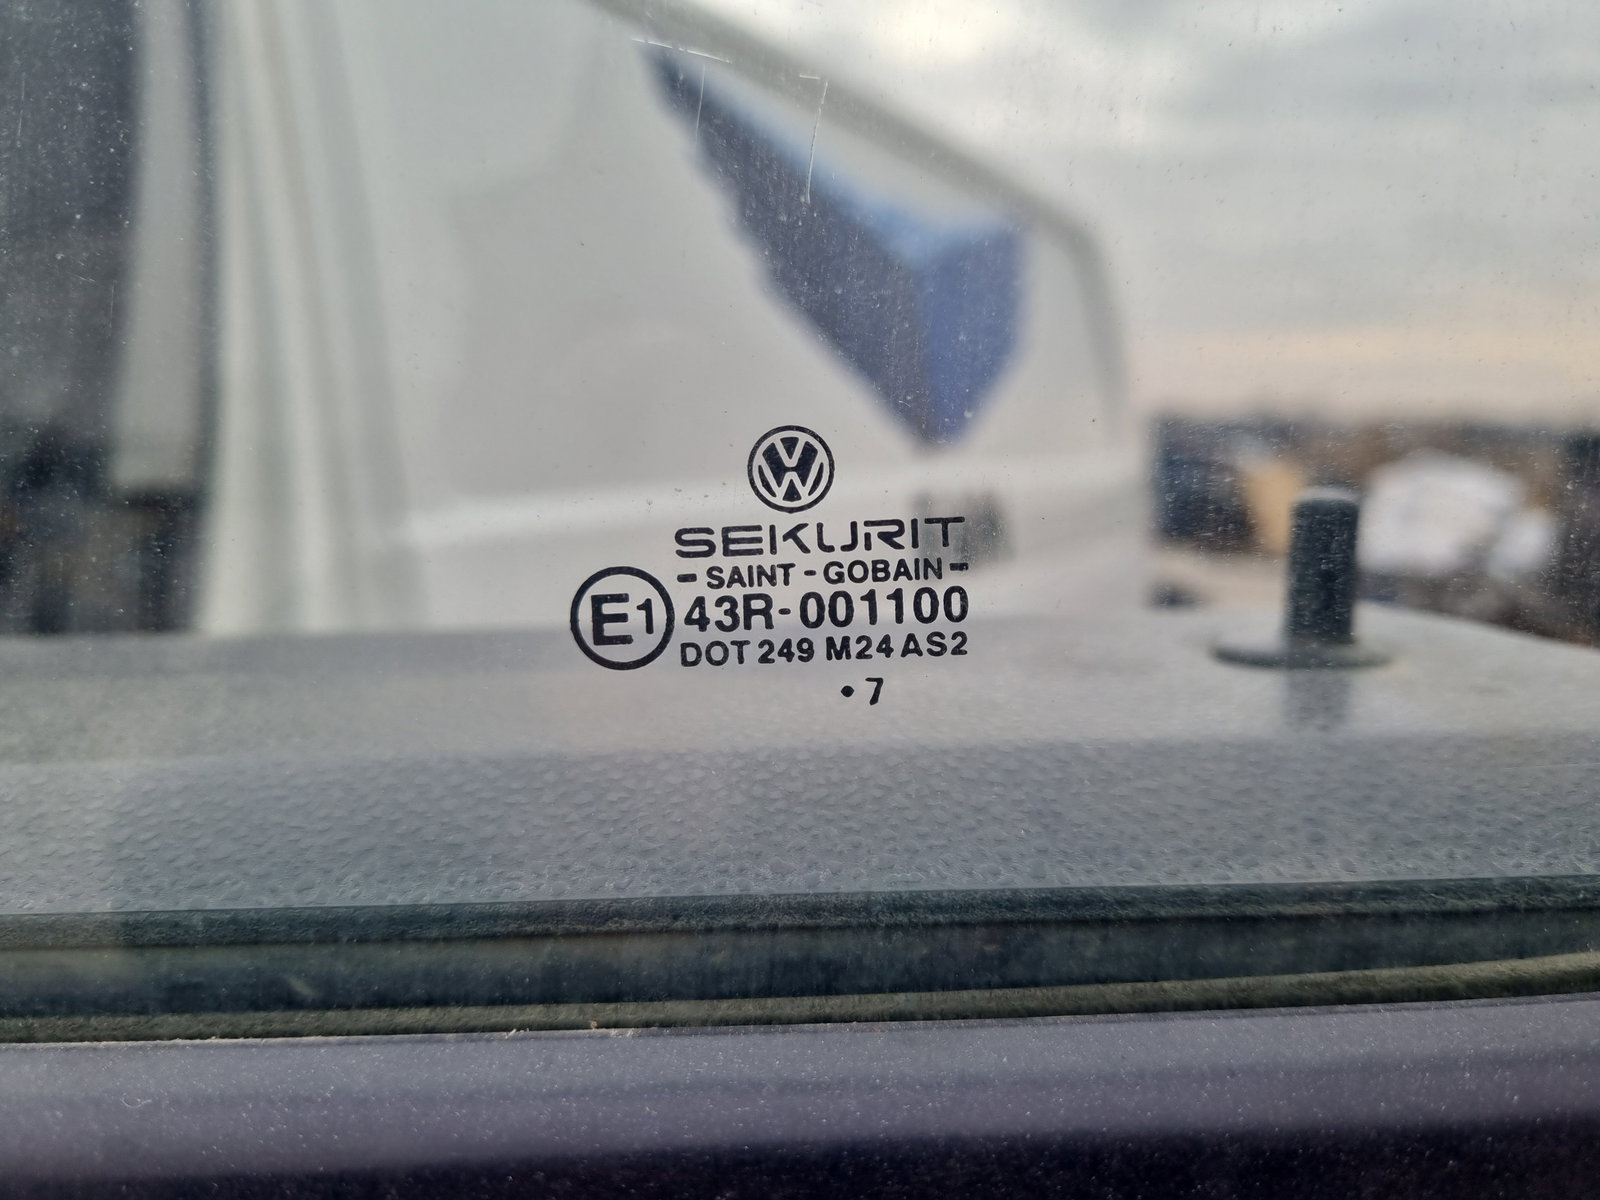 SEKURIT
- SAINT - GOBAIN -
E1 43R-001100
DOT 249 M24 AS2
• 7